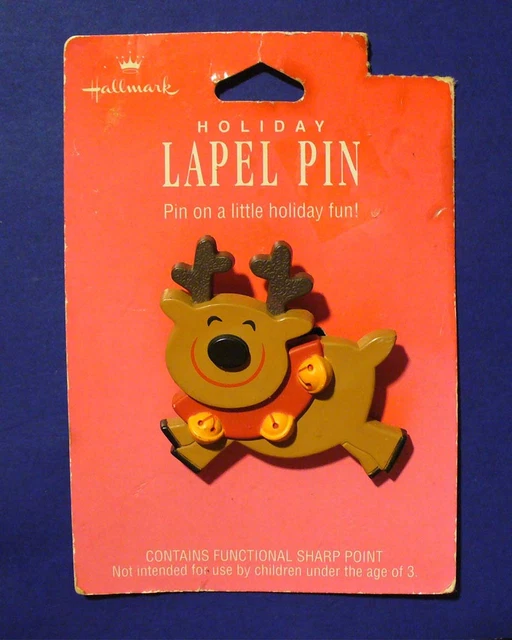 Hallmark
HOLIDAY
LAPEL PIN
Pin on a little holiday fun!
CONTAINS FUNCTIONAL SHARP POINT
Not intended for use by children under the age of 3.